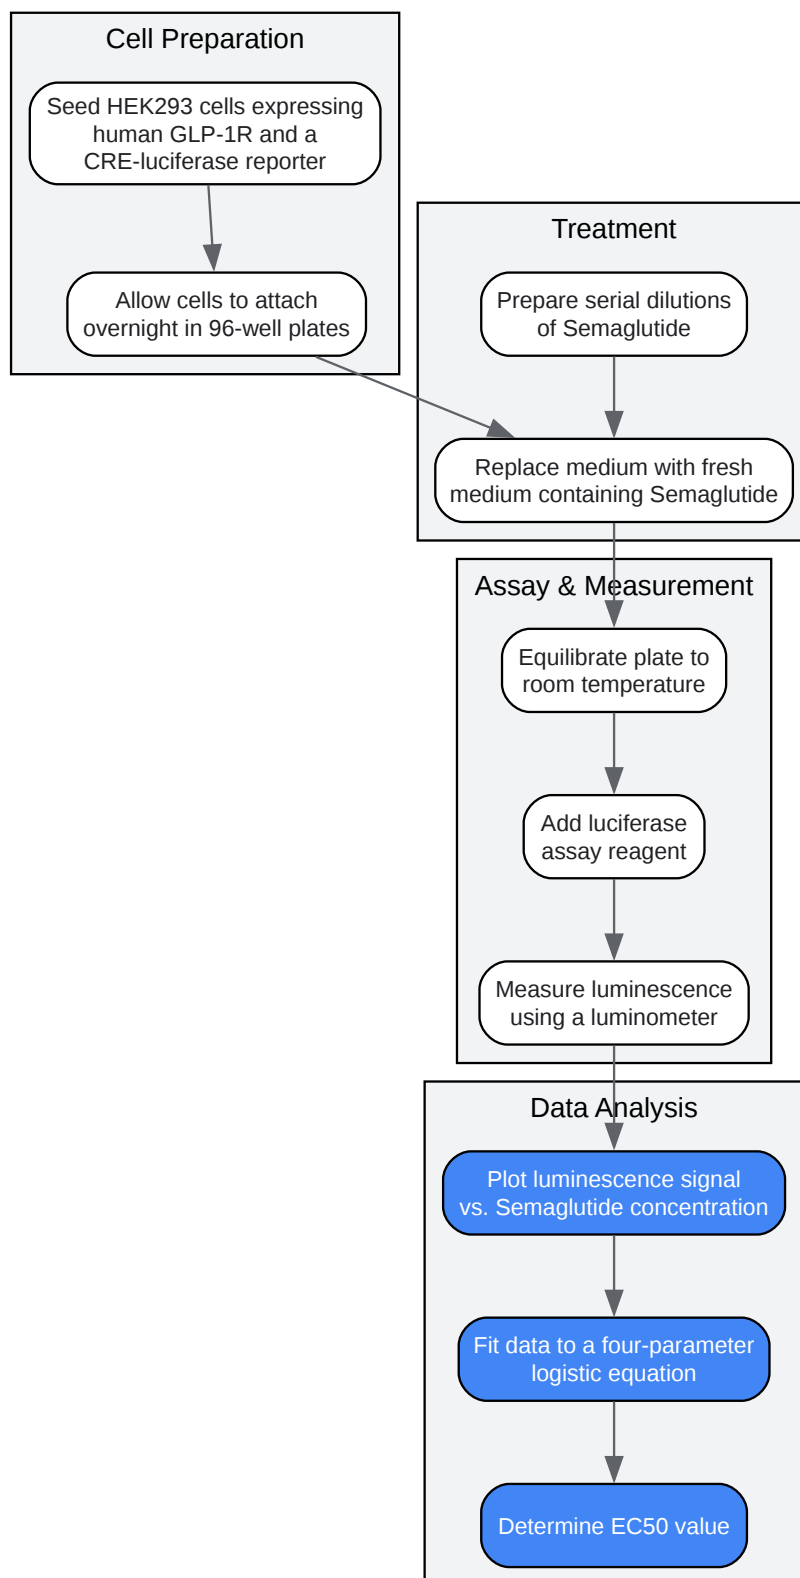 Cell Preparation
Seed HEK293 cells expressing
human GLP-1R and a
CRE-luciferase reporter
Allow cells to attach
overnight in 96-well plates
Treatment
Prepare serial dilutions
of Semaglutide
Replace medium with fresh
medium containing Semaglutide
Assay & Measurement
Equilibrate plate to
room temperature
Add luciferase
assay reagent
Measure luminescence
using a luminometer
Data Analysis
Plot luminescence signal
vs. Semaglutide concentration
Fit data to a four-parameter
logistic equation
Determine EC50 value